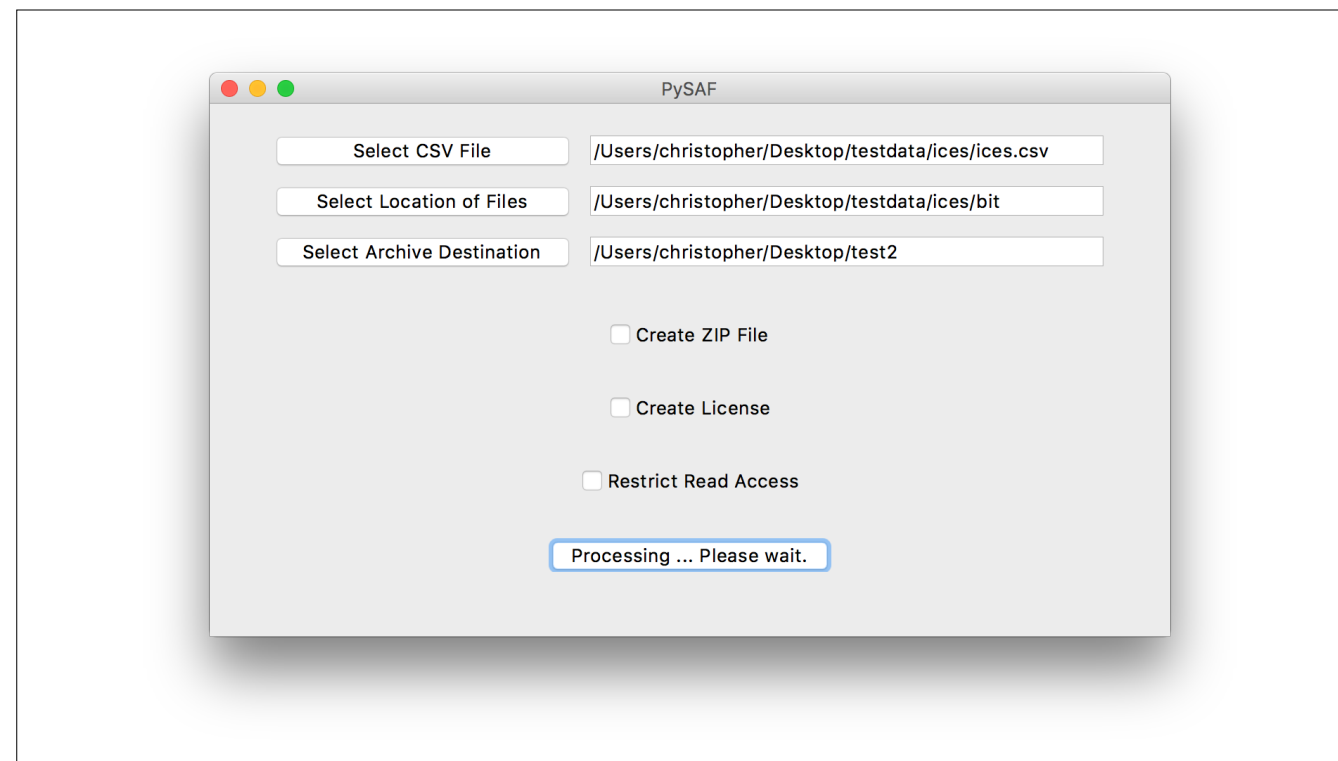 PySAF
Select CSV File /Users/christopher/Desktop/testdata/ices/ices.csv
Select Location of Files /Users/christopher/Desktop/testdata/ices/bit
Select Archive Destination /Users/christopher/Desktop/test2
Create ZIP File
Create License
Restrict Read Access
Processing ... Please wait.